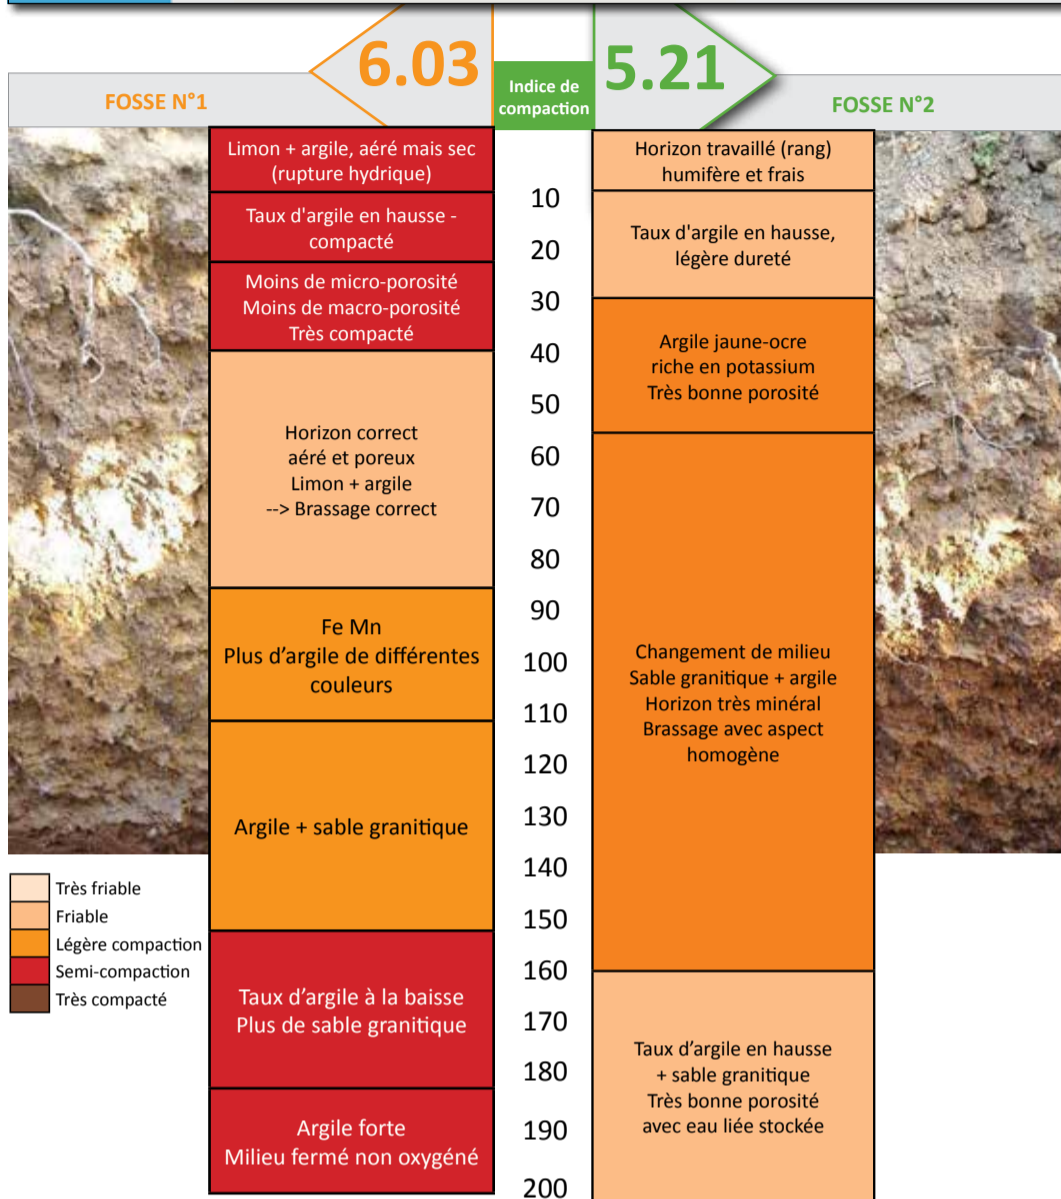 6.03
5.21
Indice de
compaction
FOSSE N°1
FOSSE N°2
Limon + argile, aéré mais sec
(rupture hydrique)
Taux d'argile en hausse -
compacté
Moins de micro-porosité
Moins de macro-porosité
Très compacté
Horizon correct
aéré et poreux
Limon + argile
--> Brassage correct
Fe Mn
Plus d'argile de différentes
couleurs
Argile + sable granitique
Taux d'argile à la baisse
Plus de sable granitique
Argile forte
Milieu fermé non oxygéné
10
20
30
40
50
60
70
80
90
100
110
120
130
140
150
160
170
180
190
200
Horizon travaillé (rang)
humifère et frais
Taux d'argile en hausse,
légère dureté
Argile jaune-ocre
riche en potassium
Très bonne porosité
Changement de milieu
Sable granitique + argile
Horizon très minéral
Brassage avec aspect
homogène
Taux d'argile en hausse
+ sable granitique
Très bonne porosité
avec eau liée stockée
Très friable
Friable
Légère compaction
Semi-compaction
Très compacté